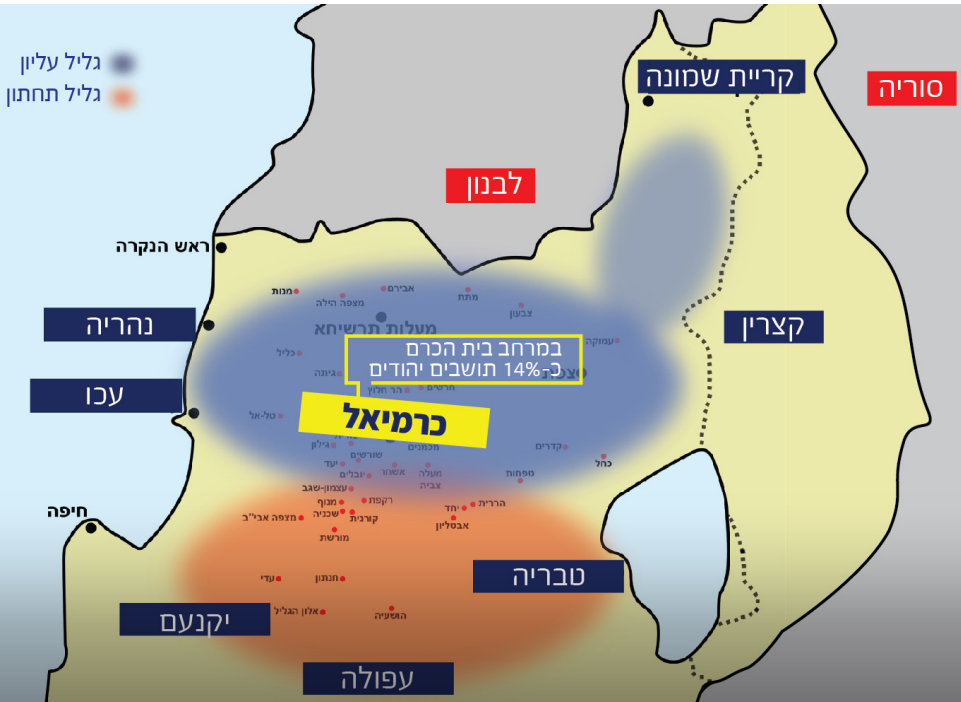 גליל עליון
גליל תחתון
קריית שמונה
סוריה
לבנון
ראש הנקרה
נהריה
עכו
חיפה
קצרין
מנות
מצפה הילה
אבירם
מתת
צבעון
מעלות תרשיחא
כליל
גיתה
עמוקה
במרחב בית הכרם
כ-14% תושבים יהודים
הר חלוץ
חרשים
טל-אל
כרמיאל
גילון
מכמנים
קדרים
כחל
שורשים
יעד
יובלים
אשחר
מעלה
צביה
טפחות
עצמון-שגב
מנוף
רקפת
שכניה
קורנית
מצפה אבי"ב
הררית
יחד
אבטליון
מורשת
עדי
חנתון
טבריה
אלון הגליל
הושעיה
יקנעם
עפולה